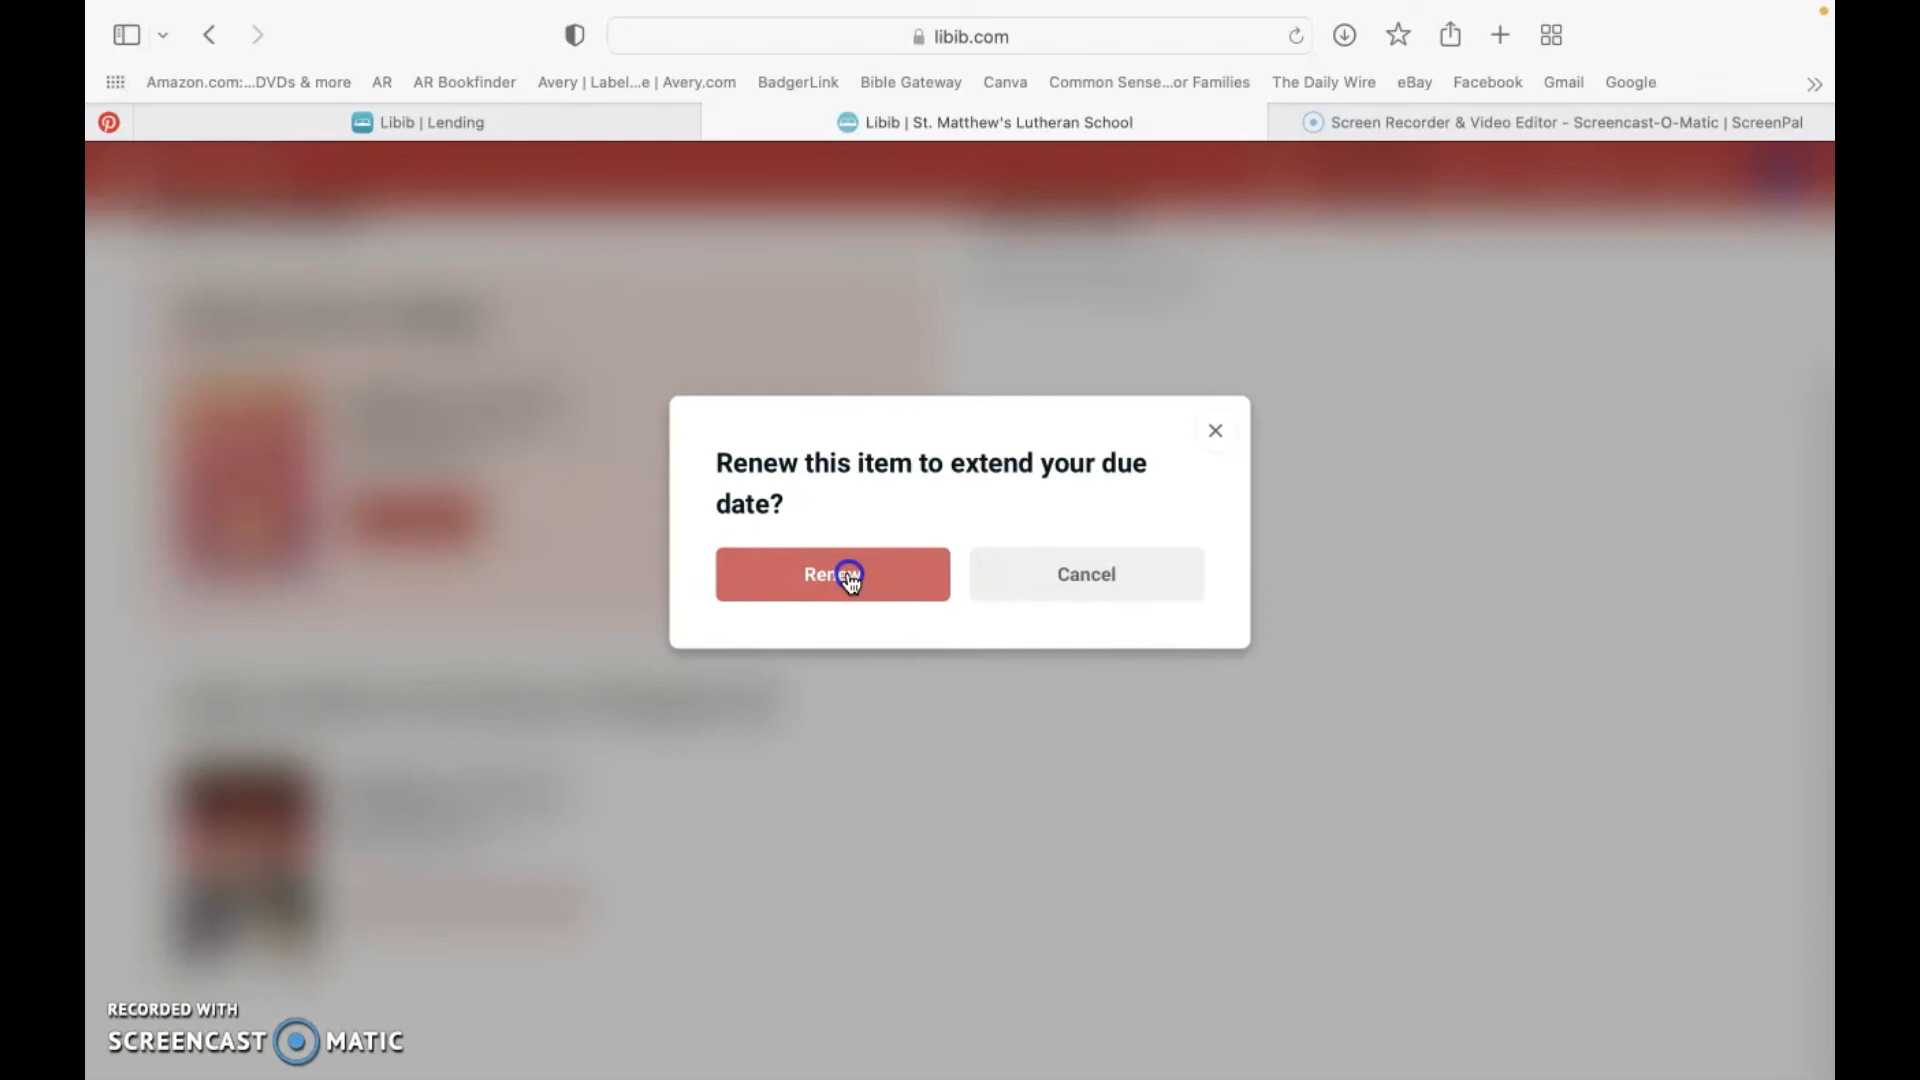 libib.com
Amazon.com:...DVDs & more AR AR Bookfinder Avery | Label...e | Avery.com BadgerLink Bible Gateway Canva Common Sense...or Families The Daily Wire eBay Facebook Gmail Google
Libib | Lending Libib | St. Matthew's Lutheran School Screen Recorder & Video Editor - Screencast-O-Matic | ScreenPal
Renew this item to extend your due
date?
Renew Cancel
RECORDED WITH
SCREENCAST MATIC